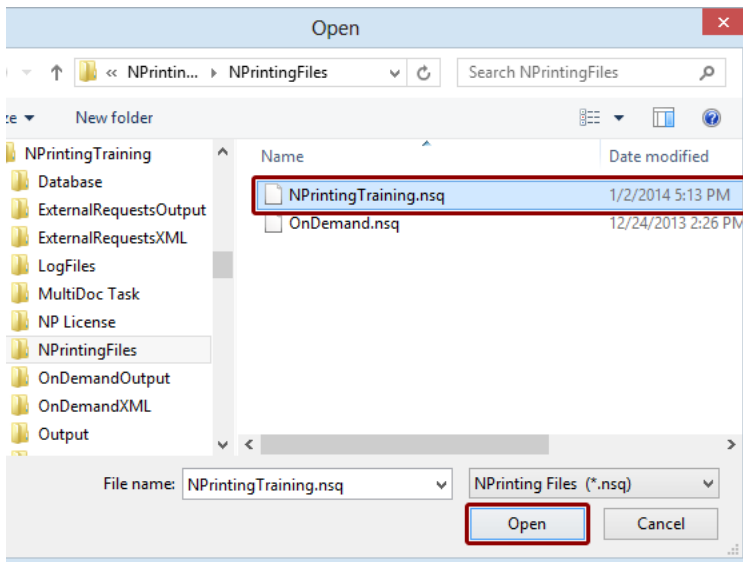 Open
« NPrintin... NPrintingFiles
Search NPrintingFiles
ze New folder
NPrintingTraining
Database
ExternalRequestsOutput
ExternalRequestsXML
LogFiles
MultiDoc Task
NP License
NPrintingFiles
OnDemandOutput
OnDemandXML
Output
Name Date modified
NPrintingTraining.nsq 1/2/2014 5:13 PM
OnDemand.nsq 12/24/2013 2:26 PM
File name: NPrintingTraining.nsq NPrinting Files (*.nsq)
Open Cancel